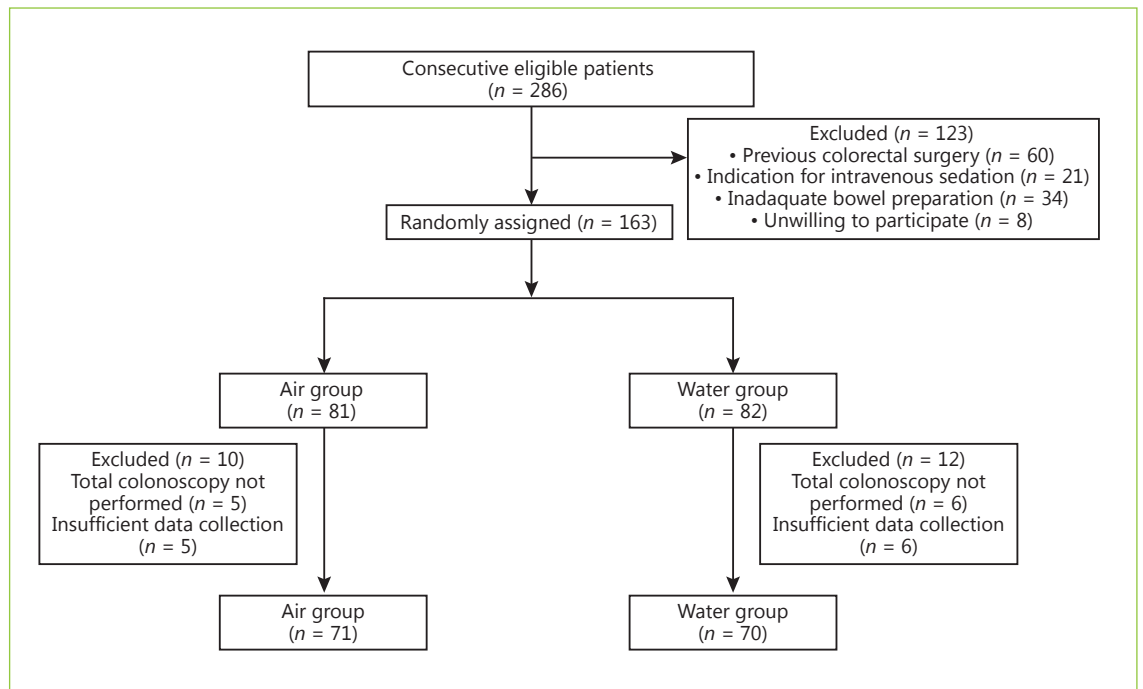 Consecutive eligible patients
(n = 286)
Excluded (n = 123)
• Previous colorectal surgery (n = 60)
• Indication for intravenous sedation (n = 21)
• Inadaquate bowel preparation (n = 34)
• Unwilling to participate (n = 8)
Randomly assigned (n = 163)
Air group
(n = 81)
Water group
(n = 82)
Excluded (n = 10)
Total colonoscopy not
performed (n = 5)
Insufficient data collection
(n = 5)
Excluded (n = 12)
Total colonoscopy not
performed (n = 6)
Insufficient data collection
(n = 6)
Air group
(n = 71)
Water group
(n = 70)